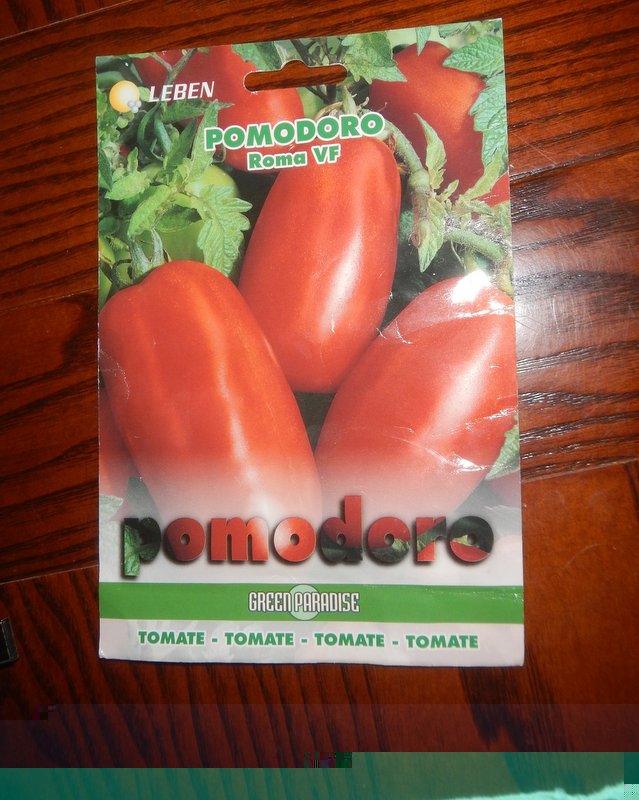 LEBEN
POMODORO
Roma VF
pomodoro
GREEN PARADISE
TOMATE - TOMATE - TOMATE - TOMATE